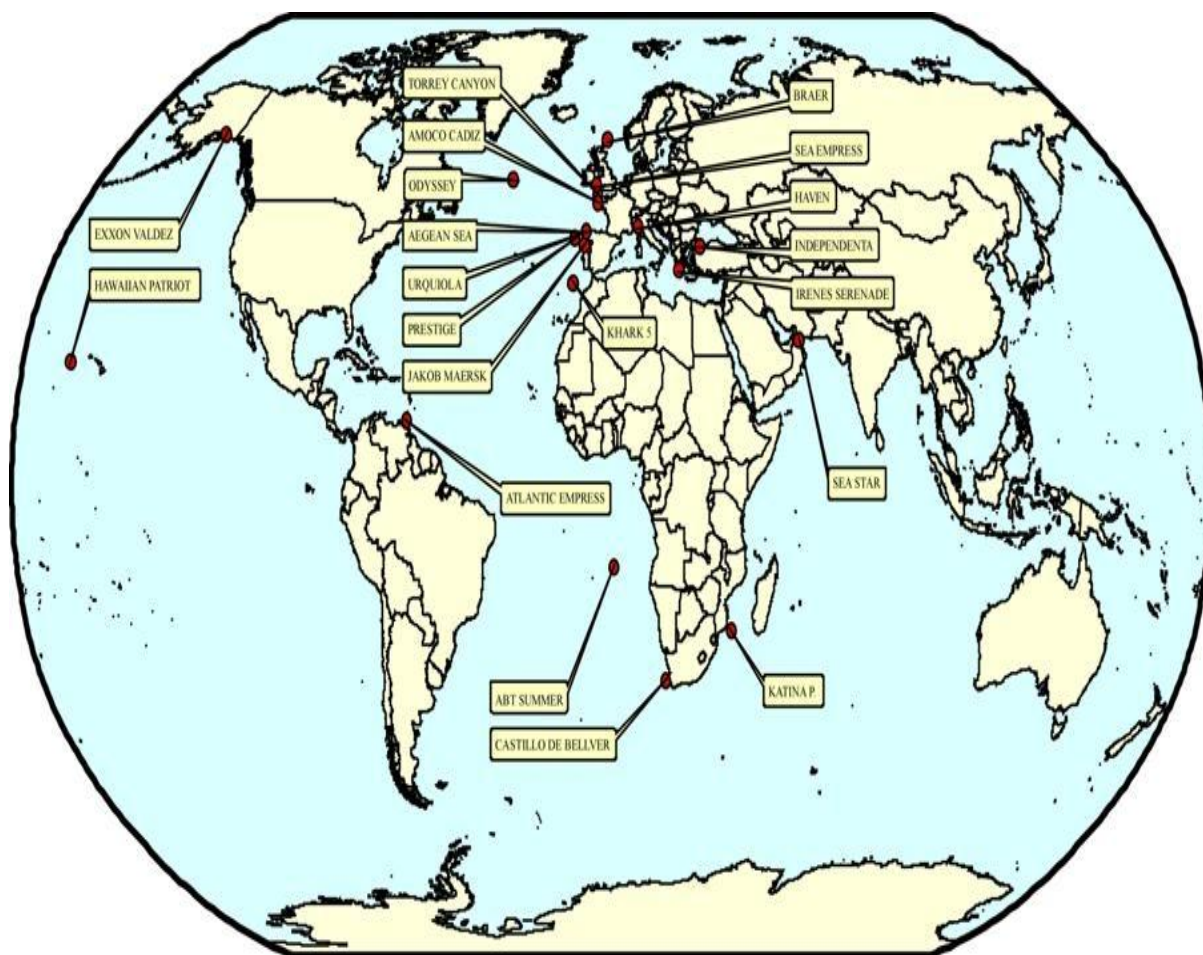 TORREY CANYON
BRAER
AMOCO CADIZ
SEA EMPRESS
ODYSSEY
HAVEN
EXXON VALDEZ
AEGEAN SEA
INDEPENDENTA
HAWAIIAN PATRIOT
URQUIOLA
IRENES SERENADE
PRESTIGE
KHARK 5
JAKOB MAERSK
SEA STAR
ATLANTIC EMPRESS
ABT SUMMER
KATINA P.
CASTILLO DE BELLVER